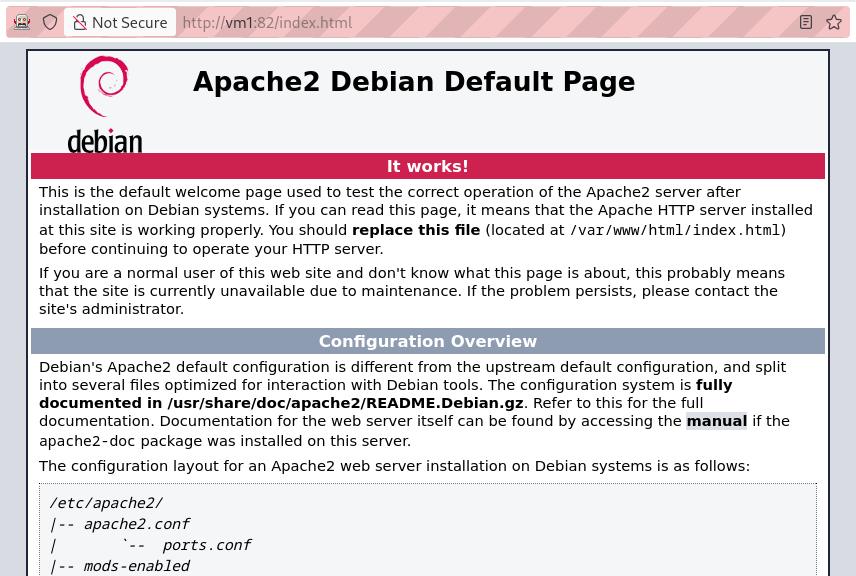 Not Secure http://vm1:82/index.html
debian
Apache2 Debian Default Page
It works!
This is the default welcome page used to test the correct operation of the Apache2 server after
installation on Debian systems. If you can read this page, it means that the Apache HTTP server installed
at this site is working properly. You should replace this file (located at /var/www/html/index.html)
before continuing to operate your HTTP server.
If you are a normal user of this web site and don't know what this page is about, this probably means
that the site is currently unavailable due to maintenance. If the problem persists, please contact the
site's administrator.
Configuration Overview
Debian's Apache2 default configuration is different from the upstream default configuration, and split
into several files optimized for interaction with Debian tools. The configuration system is fully
documented in /usr/share/doc/apache2/README.Debian.gz. Refer to this for the full
documentation. Documentation for the web server itself can be found by accessing the manual if the
apache2-doc package was installed on this server.
The configuration layout for an Apache2 web server installation on Debian systems is as follows:
/etc/apache2/
|-- apache2.conf
|       `--  ports.conf
|-- mods-enabled